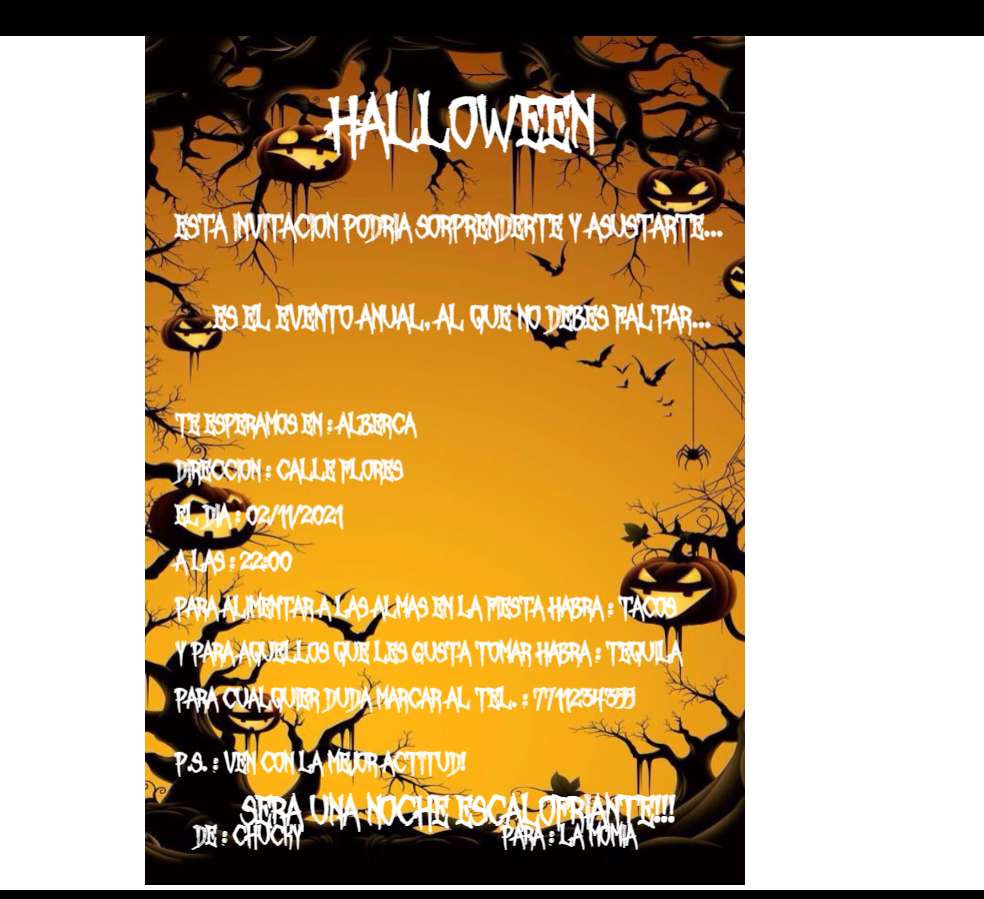 HALLOWEEN
ESTA INVITACION PODRIA SORPRENDERTE Y ASUSTARTE...
ES EL EVENTO ANUAL, AL QUE NO DEBES FALTAR...
TE ESPERAMOS EN : ALBERCA
DIRECCION : CALLE FLORES
EL DIA : 02/11/2021
A LAS : 22:00
PARA ALIMENTAR A LAS ALMAS EN LA FIESTA HABRA : TACOS
Y PARA AQUELLOS QUE LES GUSTA TOMAR HABRA : TEQUILA
PARA CUALQUIER DUDA MARCAR AL TEL. : 7711234399
P.S. : VEN CON LA MEJOR ACTITUD!
SERA UNA NOCHE ESCALOFRIANTE!!!
DE : CHUCKY PARA : LA MOMIA